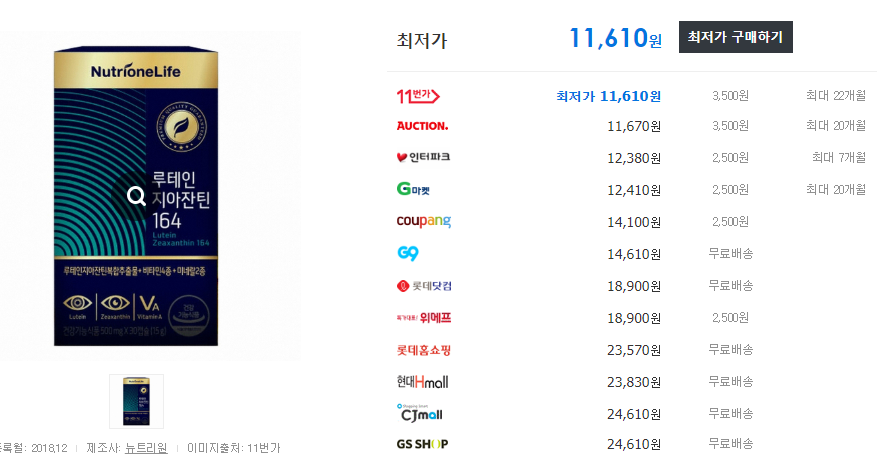 NutrioneLife
PREMIUM QUALITY GUARANTEED
루테인
지아잔틴
164
Lutein
Zeaxanthin 164
루테인지아잔틴복합추출물+비타민4종+미네랄2종
Lutein
Zeaxanthin
VA
Vitamin-A
건강
기능식품
건강기능식품 500 mg X 30캡슐 (15 g)
등록월: 2018.12 제조사: 뉴트리원 이미지출처: 11번가
최저가 11,610원 최저가 구매하기
11번가 최저가 11,610원 3,500원 최대 22개월
AUCTION. 11,670원 3,500원 최대 20개월
인터파크 12,380원 2,500원 최대 7개월
G마켓 12,410원 2,500원 최대 20개월
coupang 14,100원 2,500원
G9 14,610원 무료배송
롯데닷컴 18,900원 무료배송
특가대표! 위메프 18,900원 2,500원
롯데홈쇼핑 23,570원 무료배송
현대Hmall 23,830원 무료배송
CJmall 24,610원 무료배송
GS SHOP 24,610원 무료배송